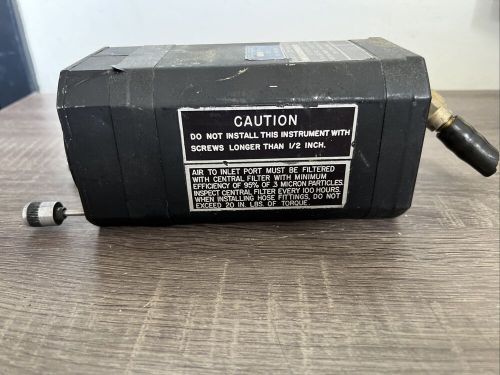 CAUTION
DO NOT INSTALL THIS INSTRUMENT WITH
SCREWS LONGER THAN 1/2 INCH.
AIR TO INLET PORT MUST BE FILTERED
WITH CENTRAL FILTER WITH MINIMUM
EFFICIENCY OF 95% OF .3 MICRON PARTICLES.
INSPECT CENTRAL FILTER EVERY 100 HOURS.
WHEN INSTALLING HOSE FITTINGS, DO NOT
EXCEED 20 IN. LBS. OF TORQUE.